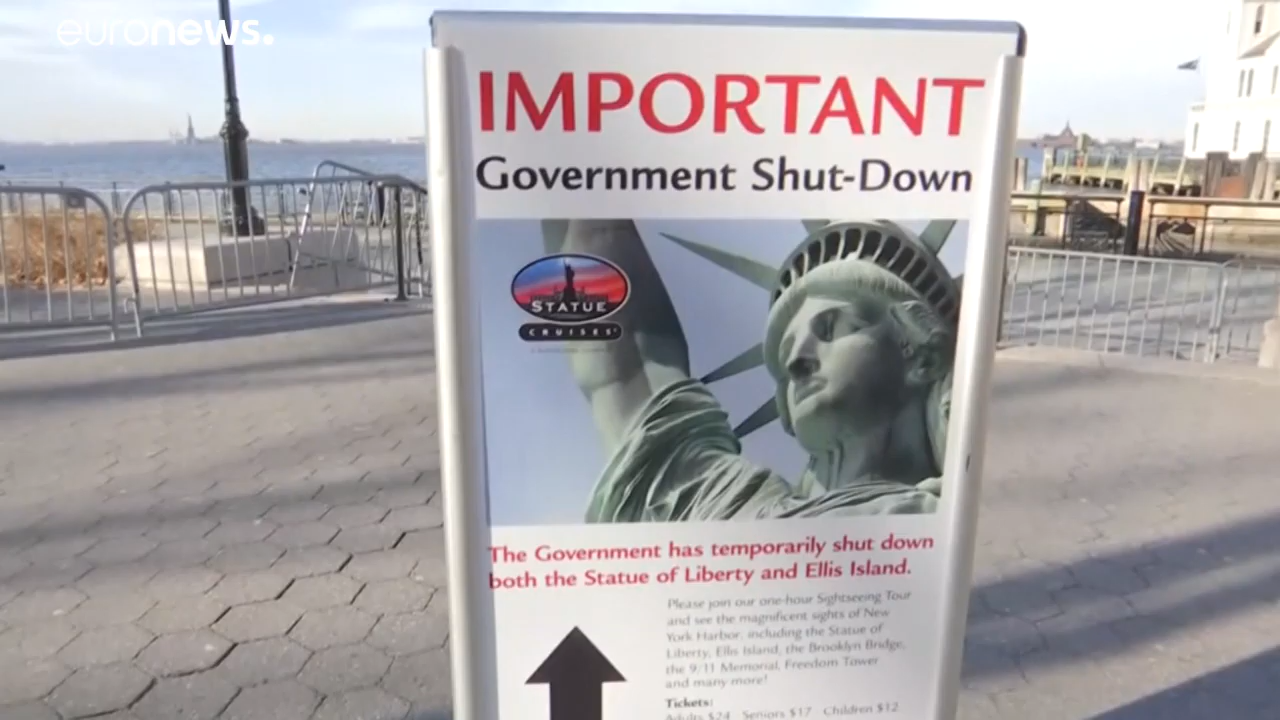 euronews.
IMPORTANT
Government Shut-Down
STATUE
CRUISES
The Government has temporarily shut down
both the Statue of Liberty and Ellis Island.
Please join our one-hour Sightseeing Tour
and see the magnificent sights of New
York Harbor, including the Statue of
Liberty, Ellis Island, the Brooklyn Bridge,
the 9/11 Memorial, Freedom Tower
and many more!
Tickets:
Adults $24 Seniors $17 Children $12